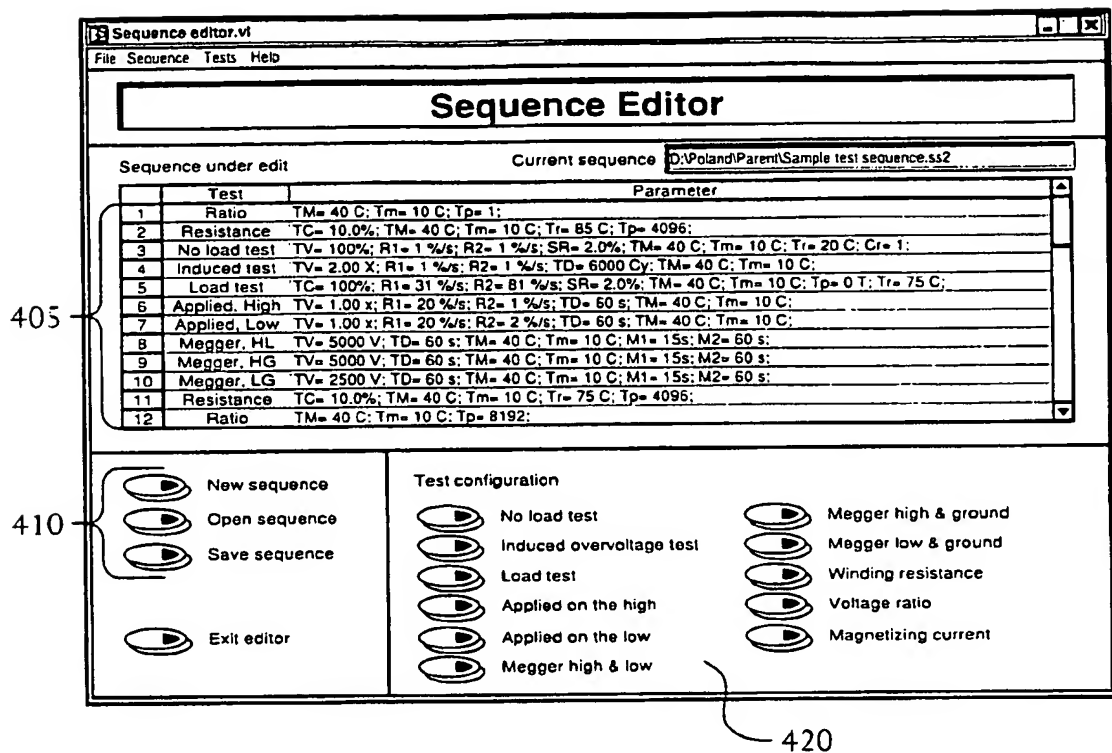 Sequence editor.vi
File Sequence Tests Help
Sequence Editor
Sequence under edit
Current sequence D:\Poland\Parent\Sample test sequence.ss2
Test Parameter
1 Ratio TM= 40 C; Tm= 10 C; Tp= 1;
2 Resistance TC= 10.0%; TM= 40 C; Tm= 10 C; Tr= 85 C; Tp= 4096;
3 No load test TV= 100%; R1= 1 %/s; R2= 1 %/s; SR= 2.0%; TM= 40 C; Tm= 10 C; Tr= 20 C; Cr= 1;
4 Induced test TV= 2.00 X; R1= 1 %/s; R2= 1 %/s; TD= 6000 Cy; TM= 40 C; Tm= 10 C;
5 Load test TC= 100%; R1= 31 %/s; R2= 81 %/s; SR= 2.0%; TM= 40 C; Tm= 10 C; Tp= 0 T; Tr= 75 C;
6 Applied, High TV= 1.00 x; R1= 20 %/s; R2= 1 %/s; TD= 60 s; TM= 40 C; Tm= 10 C;
7 Applied, Low TV= 1.00 x; R1= 20 %/s; R2= 2 %/s; TD= 60 s; TM= 40 C; Tm= 10 C;
8 Megger, HL TV= 5000 V; TD= 60 s; TM= 40 C; Tm= 10 C; M1= 15s; M2= 60 s;
9 Megger, HG TV= 5000 V; TD= 60 s; TM= 40 C; Tm= 10 C; M1= 15s; M2= 60 s;
10 Megger, LG TV= 2500 V; TD= 60 s; TM= 40 C; Tm= 10 C; M1= 15s; M2= 60 s;
11 Resistance TC= 10.0%; TM= 40 C; Tm= 10 C; Tr= 75 C; Tp= 4096;
12 Ratio TM= 40 C; Tm= 10 C; Tp= 8192;
405
410
New sequence
Open sequence
Save sequence
Exit editor
Test configuration
No load test
Induced overvoltage test
Load test
Applied on the high
Applied on the low
Megger high & low
Megger high & ground
Megger low & ground
Winding resistance
Voltage ratio
Magnetizing current
420